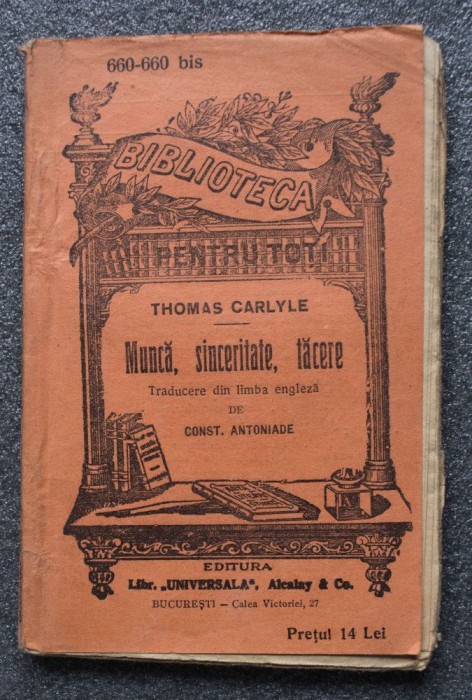 660-660 bis
BIBLIOTECA
PENTRU TOȚI
THOMAS CARLYLE
Muncă, sinceritate, tăcere
Traducere din limba engleză
DE
CONST. ANTONIADE
EDITURA
Libr. „UNIVERSALA“, Alcalay & Co.
BUCUREȘTI — Calea Victoriei, 27
Prețul 14 Lei